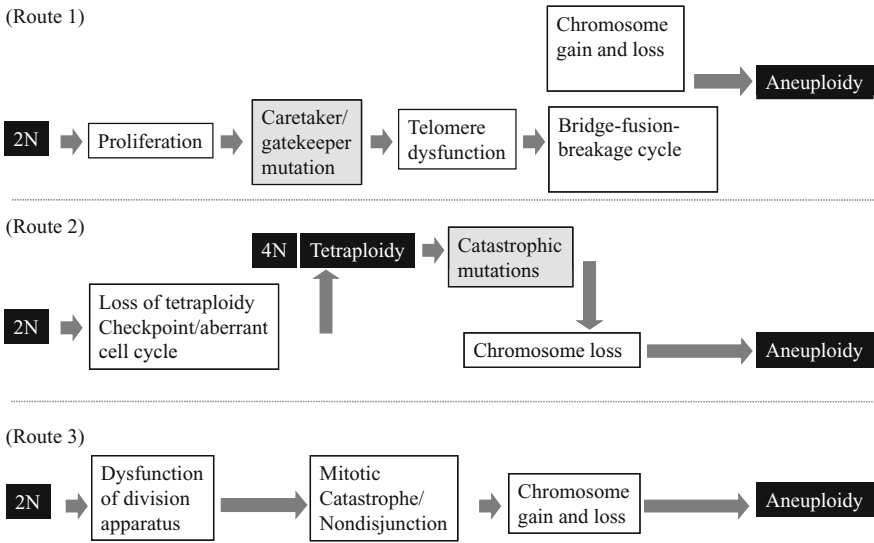 (Route 1)
2N
Proliferation
Caretaker/
gatekeeper
mutation
Telomere
dysfunction
Chromosome
gain and loss
Bridge-fusion-
breakage cycle
Aneuploidy
(Route 2)
2N
Loss of tetraploidy
Checkpoint/aberrant
cell cycle
4N
Tetraploidy
Catastrophic
mutations
Chromosome loss
Aneuploidy
(Route 3)
2N
Dysfunction
of division
apparatus
Mitotic
Catastrophe/
Nondisjunction
Chromosome
gain and loss
Aneuploidy